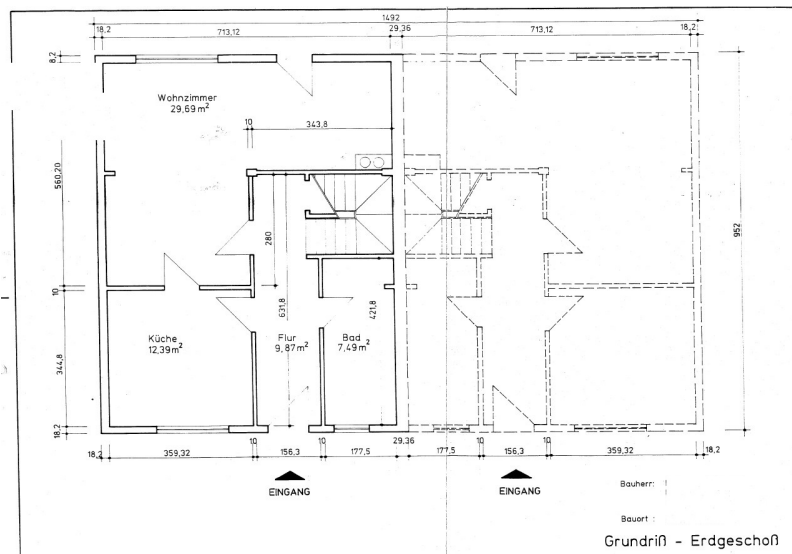 1492
18,2 713,12 29,36 713,12 18,2
8,2
Wohnzimmer
29,69 m²
10 343,8
560,20
280
952
10
631,8
421,8
Küche
12,39 m²
Flur
9,87 m²
Bad
7,49 m²
344,8
18,2
10 10 29,36 10 10
18,2 359,32 156,3 177,5 177,5 156,3 359,32 18,2
EINGANG EINGANG
Bauherr:
Bauort :
Grundriß - Erdgeschoß